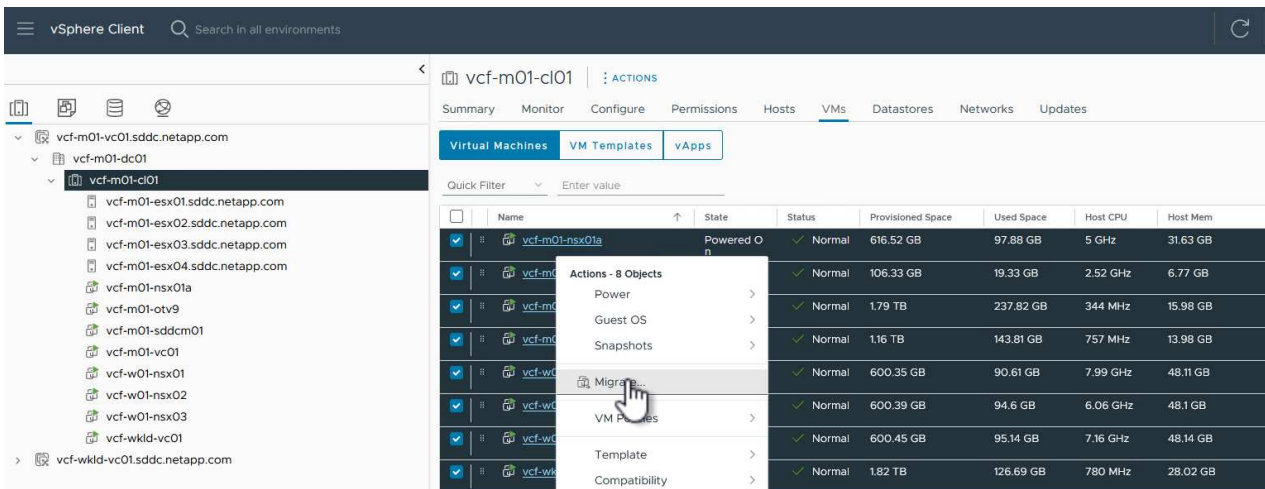 vSphere Client Search in all environments
vcf-m01-cl01 ACTIONS
Summary Monitor Configure Permissions Hosts VMs Datastores Networks Updates
vcf-m01-vc01.sddc.netapp.com
vcf-m01-dc01
vcf-m01-cl01
vcf-m01-esx01.sddc.netapp.com
vcf-m01-esx02.sddc.netapp.com
vcf-m01-esx03.sddc.netapp.com
vcf-m01-esx04.sddc.netapp.com
vcf-m01-nsx01a
vcf-m01-otv9
vcf-m01-sddcm01
vcf-m01-vc01
vcf-w01-nsx01
vcf-w01-nsx02
vcf-w01-nsx03
vcf-wkld-vc01
vcf-wkld-vc01.sddc.netapp.com
Virtual Machines VM Templates vApps
Quick Filter Enter value
Name State Status Provisioned Space Used Space Host CPU Host Mem
vcf-m01-nsx01a Powered O
n Normal 616.52 GB 97.88 GB 5 GHz 31.63 GB
Normal 106.33 GB 19.33 GB 2.52 GHz 6.77 GB
Normal 1.79 TB 237.82 GB 344 MHz 15.98 GB
Normal 1.16 TB 143.81 GB 757 MHz 13.98 GB
Normal 600.35 GB 90.61 GB 7.99 GHz 48.11 GB
Normal 600.39 GB 94.6 GB 6.06 GHz 48.1 GB
Normal 600.45 GB 95.14 GB 7.16 GHz 48.14 GB
vcf-wk Normal 1.82 TB 126.69 GB 780 MHz 28.02 GB
Actions - 8 Objects
Power
Guest OS
Snapshots
Migrate...
VM Policies
Template
Compatibility